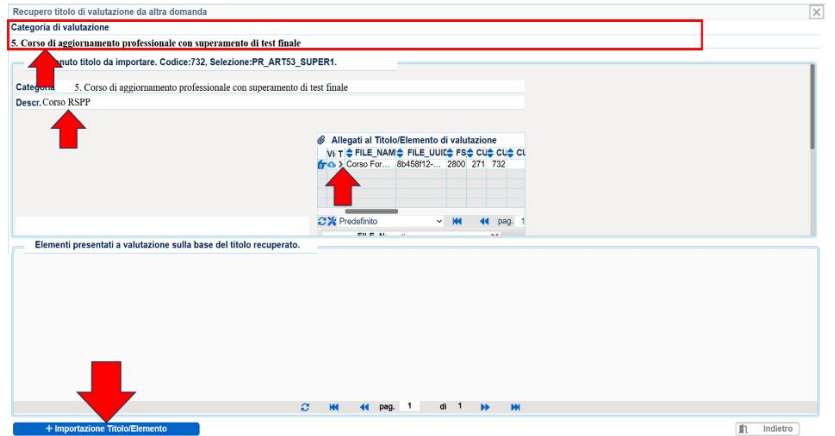 Recupero titolo di valutazione da altra domanda
Categoria di valutazione
5. Corso di aggiornamento professionale con superamento di test finale
nuto titolo da importare. Codice:732, Selezione:PR_ART53_SUPER1.
Categoria 5. Corso di aggiornamento professionale con superamento di test finale
Descr. Corso RSPP
Allegati al Titolo/Elemento di valutazione
Vi T FILE_NAM FILE_UUID FS CU CU CU
Corso For... 8b458f12-... 2800 271 732
Predefinito pag. 1
Elementi presentati a valutazione sulla base del titolo recuperato.
pag. 1 di 1
+ Importazione Titolo/Elemento
Indietro